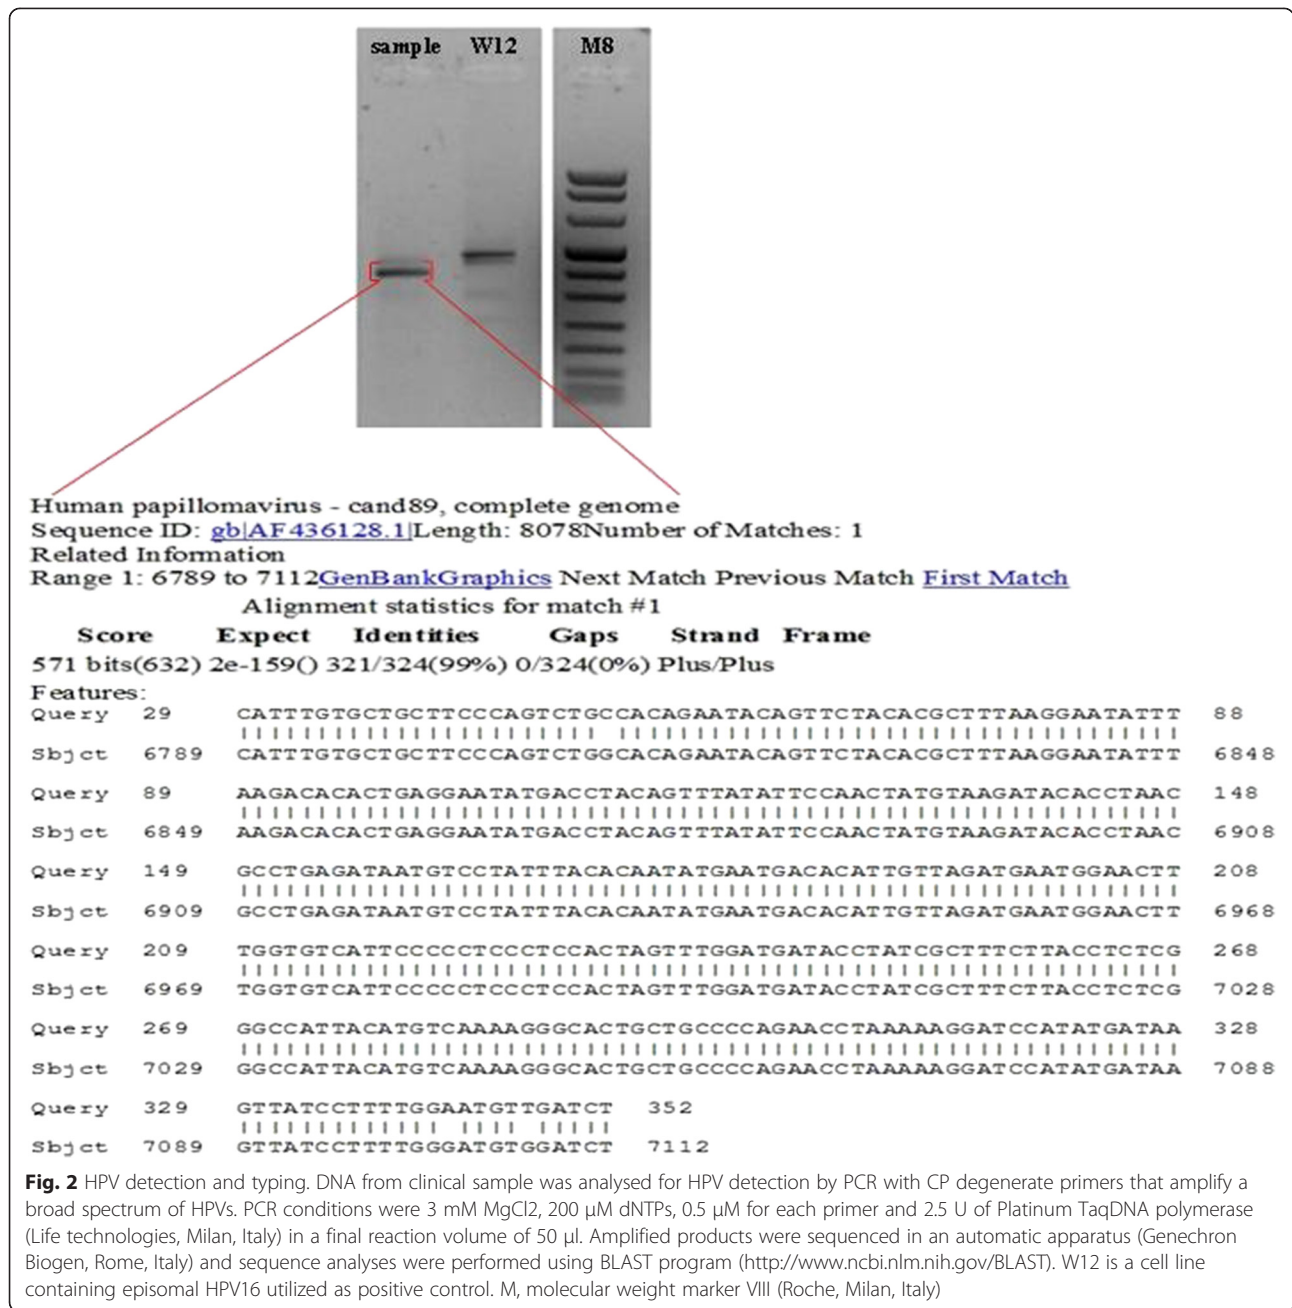 sample W12 M8
Human papillomavirus - cand89, complete genome
Sequence ID: gb|AF436128.1|Length: 8078Number of Matches: 1
Related Information
Range 1: 6789 to 7112GenBankGraphics Next Match Previous Match First Match
Alignment statistics for match #1
Score Expect Identities Gaps Strand Frame
571 bits(632) 2e-159() 321/324(99%) 0/324(0%) Plus/Plus
Features:
Query 29 CATTTGTGCTGCTTCCCAGTCTGCCACAGAATACAGTTCTACACGCTTTAAGGAATATTT 88
Sbjct 6789 CATTTGTGCTGCTTCCCAGTCTGGCACAGAATACAGTTCTACACGCTTTAAGGAATATTT 6848
Query 89 AAGACACACTGAGGAATATGACCTACAGTTTATATTCCAACTATGTAAGATACACCTAAC 148
Sbjct 6849 AAGACACACTGAGGAATATGACCTACAGTTTATATTCCAACTATGTAAGATACACCTAAC 6908
Query 149 GCCTGAGATAATGTCCTATTTACACAATATGAATGACACATTGTTAGATGAATGGAACTT 208
Sbjct 6909 GCCTGAGATAATGTCCTATTTACACAATATGAATGACACATTGTTAGATGAATGGAACTT 6968
Query 209 TGGTGTCATTCCCCCTCCCTCCACTAGTTTGGATGATACCTATCGCTTTCTTACCTCTCG 268
Sbjct 6969 TGGTGTCATTCCCCCTCCCTCCACTAGTTTGGATGATACCTATCGCTTTCTTACCTCTCG 7028
Query 269 GGCCATTACATGTCAAAAGGGCACTGCTGCCCCAGAACCTAAAAAGGATCCATATGATAA 328
Sbjct 7029 GGCCATTACATGTCAAAAGGGCACTGCTGCCCCAGAACCTAAAAAGGATCCATATGATAA 7088
Query 329 GTTATCCTTTTGGAATGTTGATCT 352
Sbjct 7089 GTTATCCTTTTGGGATGTGGATCT 7112
Fig. 2 HPV detection and typing. DNA from clinical sample was analysed for HPV detection by PCR with CP degenerate primers that amplify a
broad spectrum of HPVs. PCR conditions were 3 mM MgCl2, 200 μM dNTPs, 0.5 μM for each primer and 2.5 U of Platinum TaqDNA polymerase
(Life technologies, Milan, Italy) in a final reaction volume of 50 μl. Amplified products were sequenced in an automatic apparatus (Genechron
Biogen, Rome, Italy) and sequence analyses were performed using BLAST program (http://www.ncbi.nlm.nih.gov/BLAST). W12 is a cell line
containing episomal HPV16 utilized as positive control. M, molecular weight marker VIII (Roche, Milan, Italy)